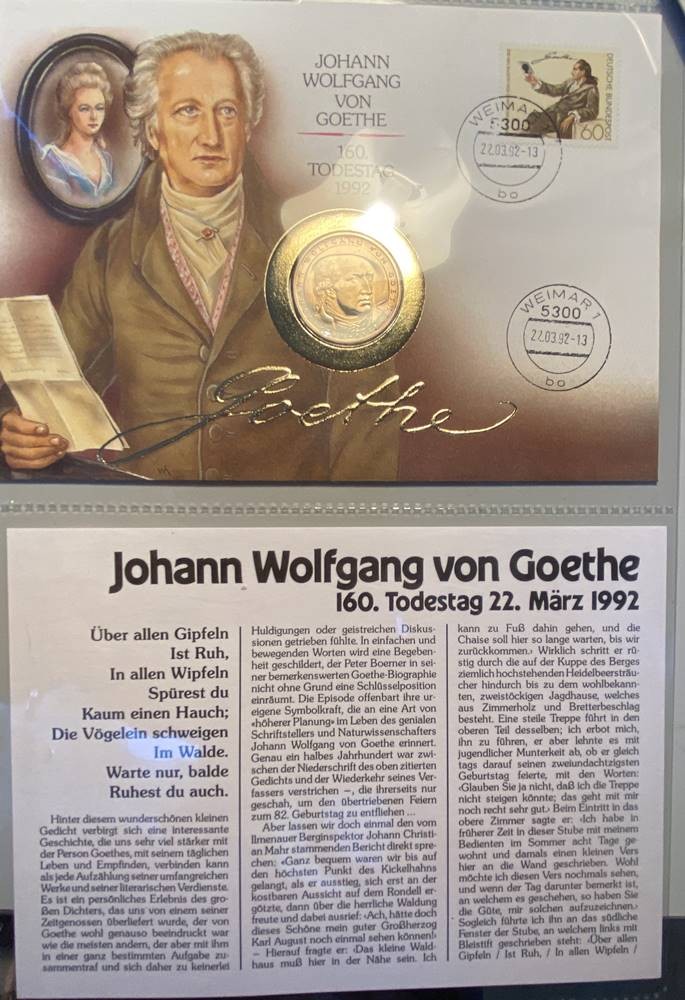 JOHANN
WOLFGANG
VON
GOETHE
160.
TODESTAG
1992
DEUTSCHE BUNDESPOST
60
WEIMAR
5300
22.03.92-13
bo
WOLFGANG VON
WEIMAR 1
5300
22.03.92-13
bo
Goethe
Johann Wolfgang von Goethe
160. Todestag 22. März 1992
Über allen Gipfeln
Ist Ruh,
In allen Wipfeln
Spürest du
Kaum einen Hauch;
Die Vögelein schweigen
Im Walde.
Warte nur, balde
Ruhest du auch.
Hinter diesem wunderschönen kleinen
Gedicht verbirgt sich eine interessante
Geschichte, die uns sehr viel stärker mit
der Person Goethes, mit seinem täglichen
Leben und Empfinden, verbinden kann
als jede Aufzählung seiner umfangreichen
Werke und seiner literarischen Verdienste.
Es ist ein persönliches Erlebnis des gro-
ßen Dichters, das uns von einem seiner
Zeitgenossen überliefert wurde, der von
Goethe wohl genauso beeindruckt war
wie die meisten andern, der aber mit ihm
in einer ganz bestimmten Aufgabe zu-
sammentraf und sich daher zu keinerlei
Huldigungen oder geistreichen Diskus-
sionen getrieben fühlte. In einfachen und
bewegenden Worten wird eine Begeben-
heit geschildert, der Peter Boerner in sei-
ner bemerkenswerten Goethe-Biographie
nicht ohne Grund eine Schlüsselposition
einräumt. Die Episode offenbart ihre ur-
eigene Symbolkraft, die an eine Art von
›höherer Planung‹ im Leben des genialen
Schriftstellers und Naturwissenschafters
Johann Wolfgang von Goethe erinnert.
Genau ein halbes Jahrhundert war zwi-
schen der Niederschrift des oben zitierten
Gedichts und der Wiederkehr seines Ver-
fassers verstrichen –, die ihrerseits nur
geschah, um den übertriebenen Feiern
zum 82. Geburtstag zu entfliehen ...
Aber lassen wir doch einmal den vom
Ilmenauer Berginspektor Johann Christi-
an Mahr stammenden Bericht direkt spre-
chen: «Ganz bequem waren wir bis auf
den höchsten Punkt des Kickelhahns
gelangt, als er ausstieg, sich erst an der
kostbaren Aussicht auf dem Rondell er-
götzte, dann über die herrliche Waldung
freute und dabei ausrief: ‹Ach, hätte doch
dieses Schöne mein guter Großherzog
Karl August noch einmal sehen können!›
– Hierauf fragte er: ‹Das kleine Wald-
haus muß hier in der Nähe sein. Ich
kann zu Fuß dahin gehen, und die
Chaise soll hier so lange warten, bis wir
zurückkommen.› Wirklich schritt er rü-
stig durch die auf der Kuppe des Berges
ziemlich hochstehenden Heidelbeersträu-
cher hindurch bis zu dem wohlbekann-
ten, zweistöckigen Jagdhause, welches
aus Zimmerholz und Bretterbeschlag
besteht. Eine steile Treppe führt in den
oberen Teil desselben; ich erbot mich,
ihn zu führen, er aber lehnte es mit
jugendlicher Munterkeit ab, ob er gleich
tags darauf seinen zweiundachtzigsten
Geburtstag feierte, mit den Worten:
‹Glauben Sie ja nicht, daß ich die Treppe
nicht steigen könnte; das geht mit mir
noch recht sehr gut.› Beim Eintritt in das
obere Zimmer sagte er: ‹Ich habe in
früherer Zeit in dieser Stube mit meinem
Bedienten im Sommer acht Tage ge-
wohnt und damals einen kleinen Vers
hier an die Wand geschrieben. Wohl
möchte ich diesen Vers nochmals sehen,
und wenn der Tag darunter bemerkt ist,
an welchem es geschehen, so haben Sie
die Güte, mir solchen aufzuzeichnen.›
Sogleich führte ich ihn an das südliche
Fenster der Stube, an welchem links mit
Bleistift geschrieben steht: ‹Über allen
Gipfeln / Ist Ruh, / In allen Wipfeln /